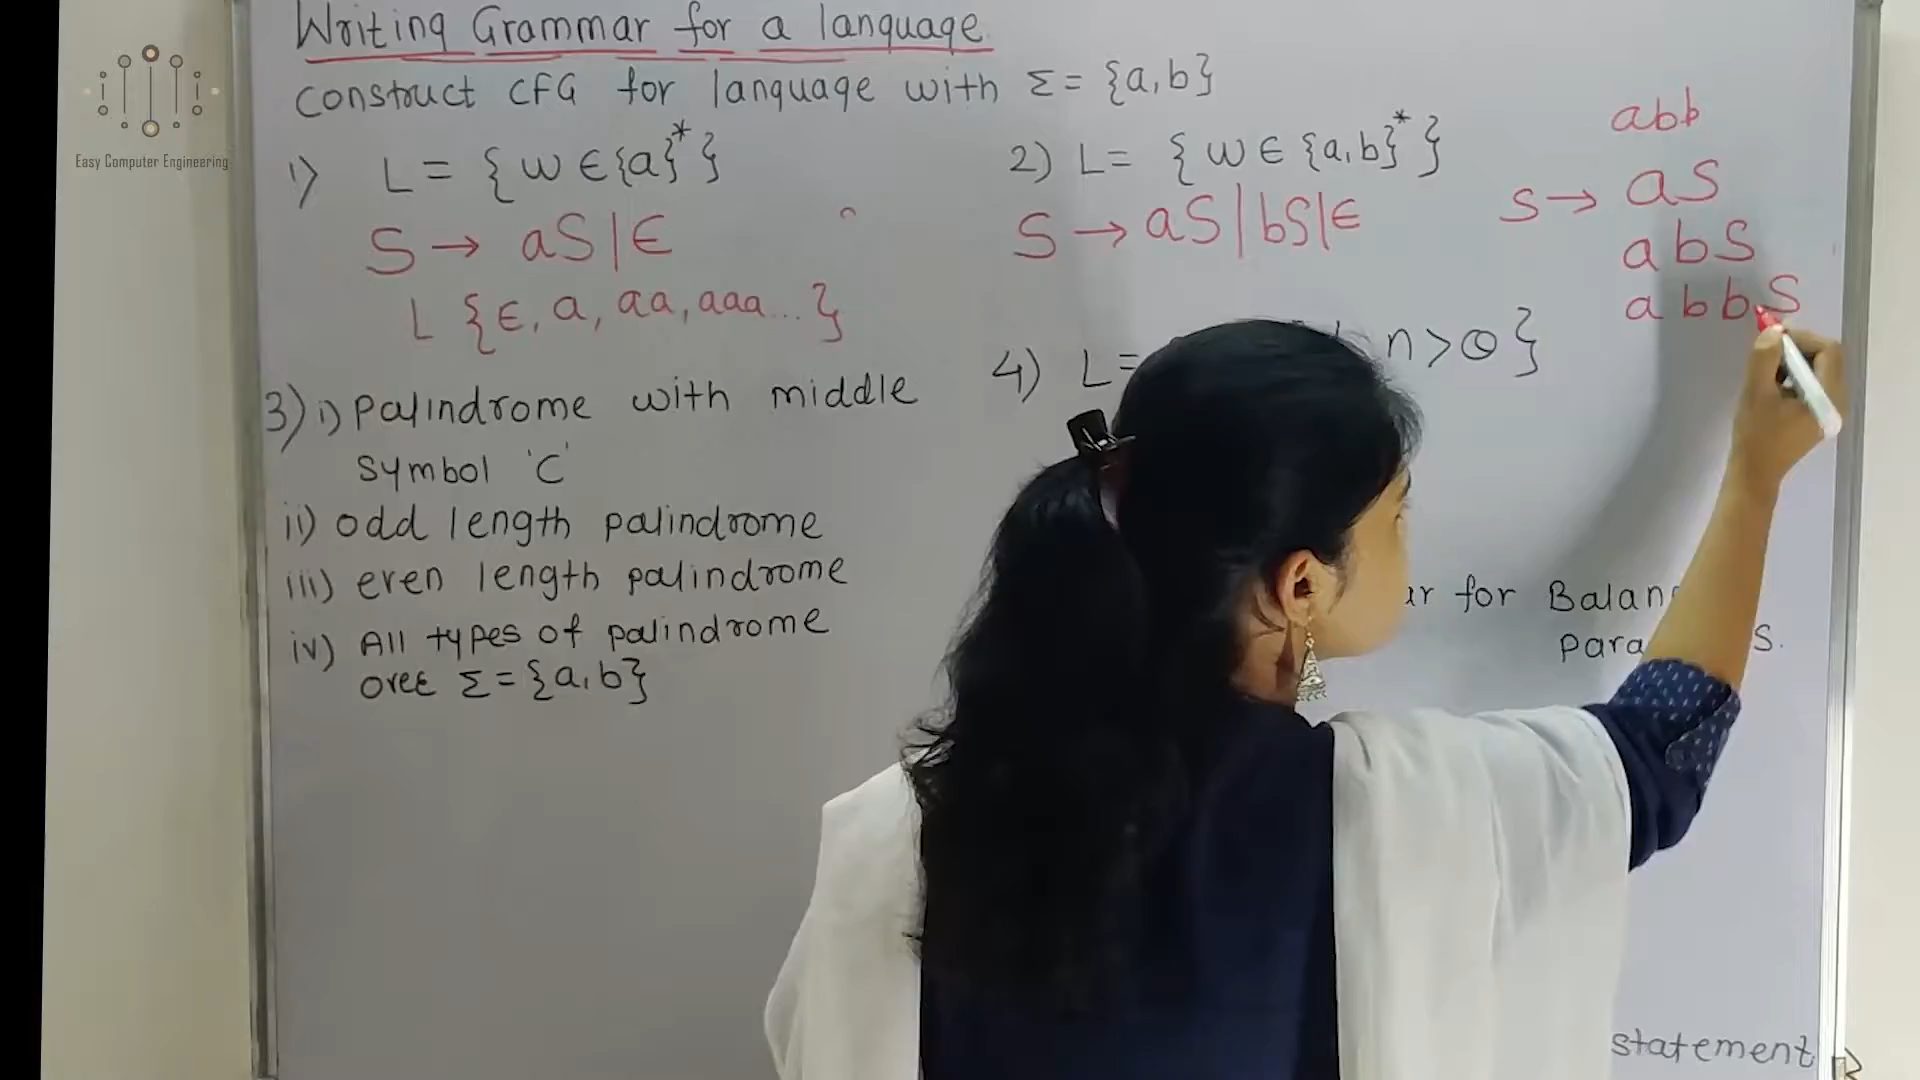 Writing Grammar for a language
construct CFG for language with Σ = {a,b}
Easy Computer Engineering
1) L = {w ∈ {a}* }
S → aS | ∈
L {∈, a, aa, aaa... }
2) L = {w ∈ {a,b}* }
S → aS | bS | ∈
abb
S → aS
abS
abbS
3) i) Palindrome with middle
symbol 'C'
ii) odd length palindrome
iii) even length palindrome
iv) All types of palindrome
over Σ = {a,b}
4) L = n > 0 }
for
statement